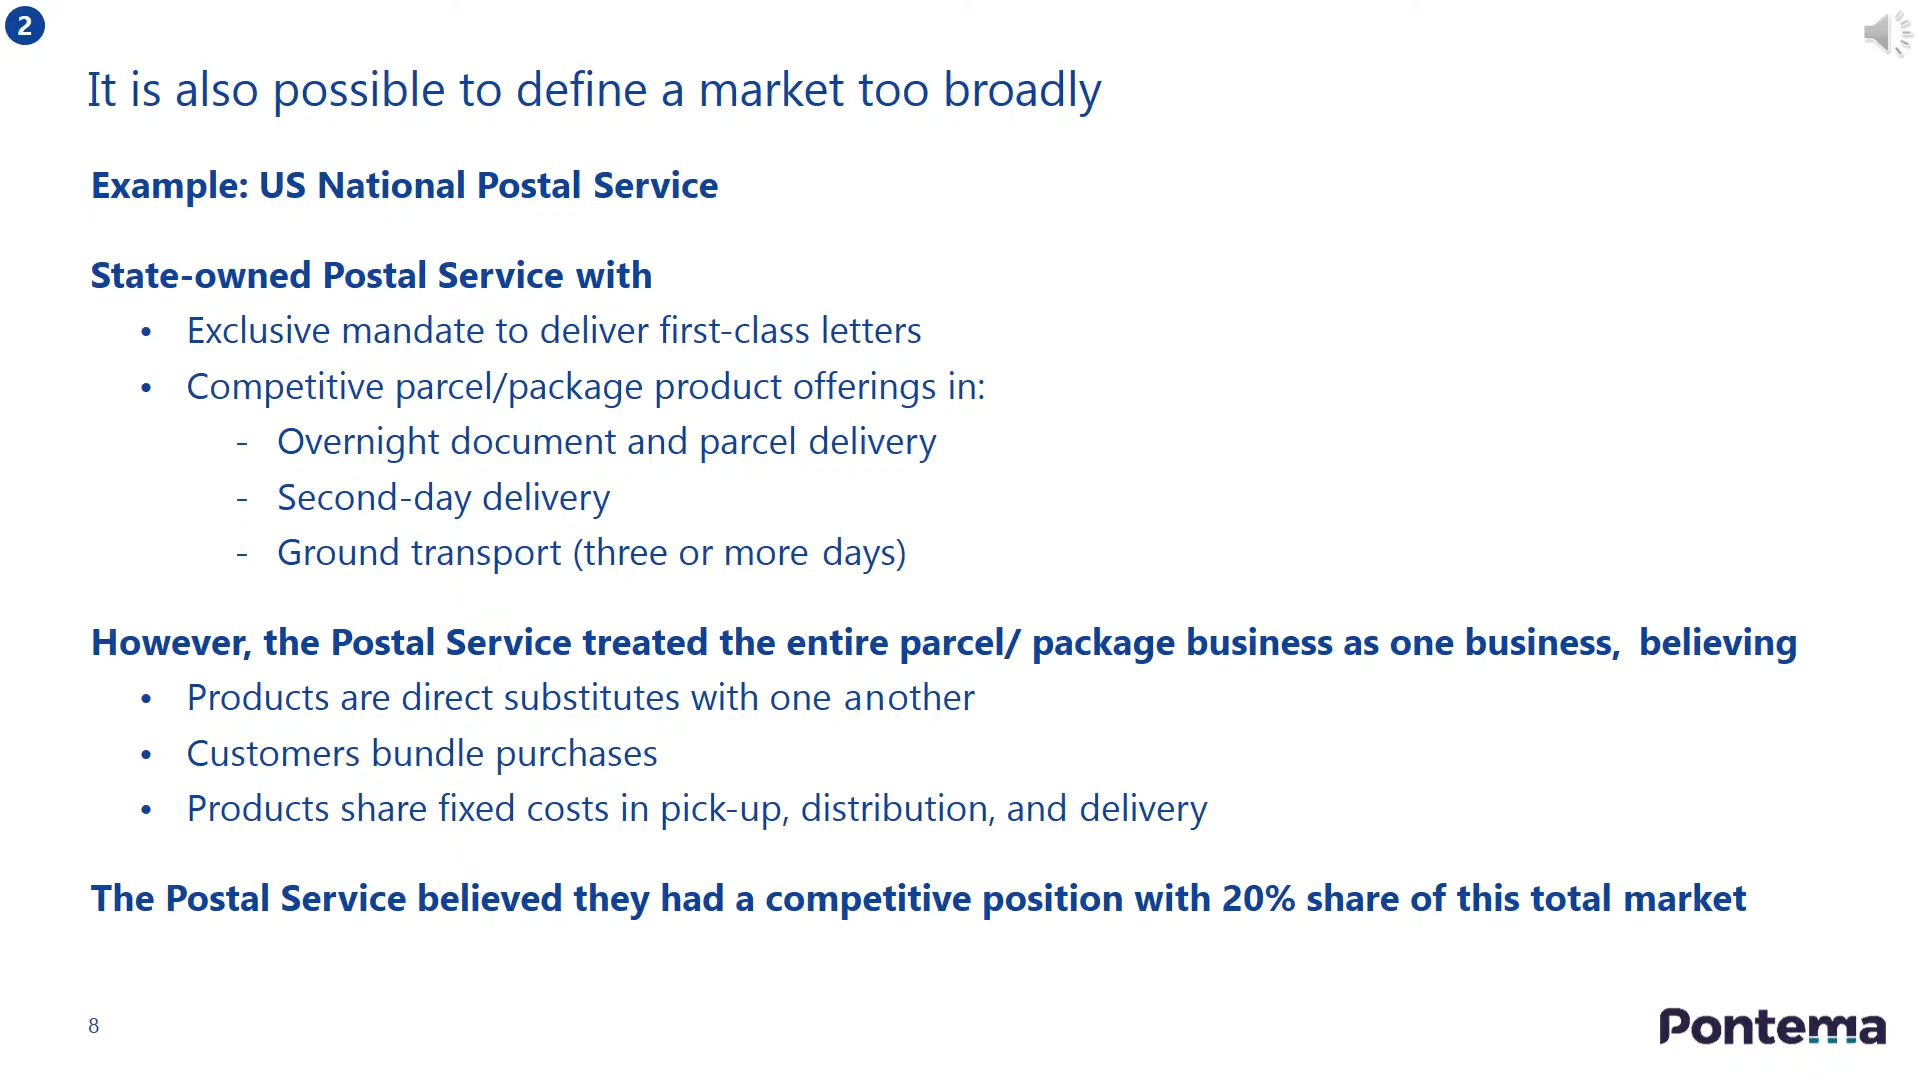 2
It is also possible to define a market too broadly
Example: US National Postal Service
State-owned Postal Service with
• Exclusive mandate to deliver first-class letters
• Competitive parcel/package product offerings in:
- Overnight document and parcel delivery
- Second-day delivery
- Ground transport (three or more days)
However, the Postal Service treated the entire parcel/ package business as one business, believing
• Products are direct substitutes with one another
• Customers bundle purchases
• Products share fixed costs in pick-up, distribution, and delivery
The Postal Service believed they had a competitive position with 20% share of this total market
8
Pontema